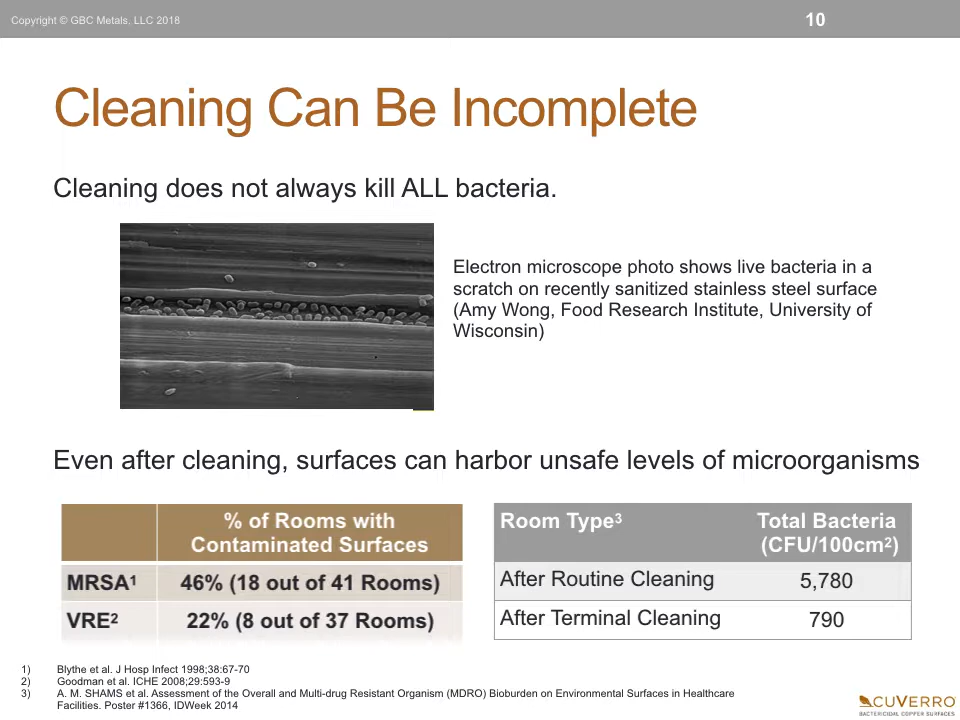 Copyright © GBC Metals, LLC 2018
10
Cleaning Can Be Incomplete
Cleaning does not always kill ALL bacteria.
Electron microscope photo shows live bacteria in a
scratch on recently sanitized stainless steel surface
(Amy Wong, Food Research Institute, University of
Wisconsin)
Even after cleaning, surfaces can harbor unsafe levels of microorganisms
% of Rooms with
Contaminated Surfaces
MRSA¹ 46% (18 out of 41 Rooms)
VRE² 22% (8 out of 37 Rooms)
Room Type³ Total Bacteria
(CFU/100cm²)
After Routine Cleaning 5,780
After Terminal Cleaning 790
1) Blythe et al. J Hosp Infect 1998;38:67-70
2) Goodman et al. ICHE 2008;29:593-9
3) A. M. SHAMS et al. Assessment of the Overall and Multi-drug Resistant Organism (MDRO) Bioburden on Environmental Surfaces in Healthcare
Facilities. Poster #1366, IDWeek 2014
CUVERRO
BACTERICIDAL COPPER SURFACES